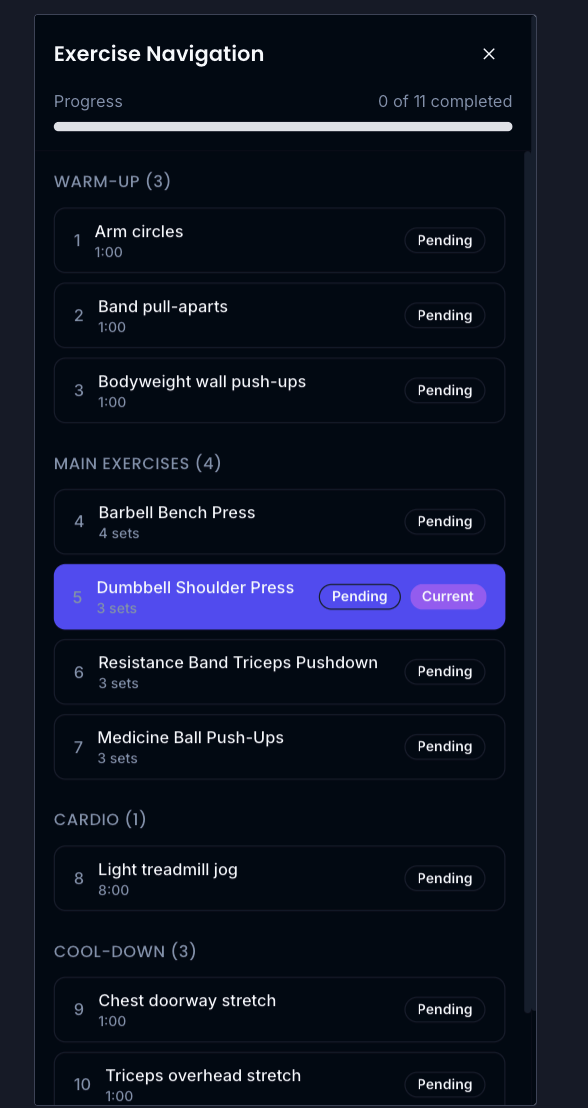 Exercise Navigation
Progress 0 of 11 completed
WARM-UP (3)
1 Arm circles Pending
1:00
2 Band pull-aparts Pending
1:00
3 Bodyweight wall push-ups Pending
1:00
MAIN EXERCISES (4)
4 Barbell Bench Press Pending
4 sets
5 Dumbbell Shoulder Press Pending Current
3 sets
6 Resistance Band Triceps Pushdown Pending
3 sets
7 Medicine Ball Push-Ups Pending
3 sets
CARDIO (1)
8 Light treadmill jog Pending
8:00
COOL-DOWN (3)
9 Chest doorway stretch Pending
1:00
10 Triceps overhead stretch Pending
1:00